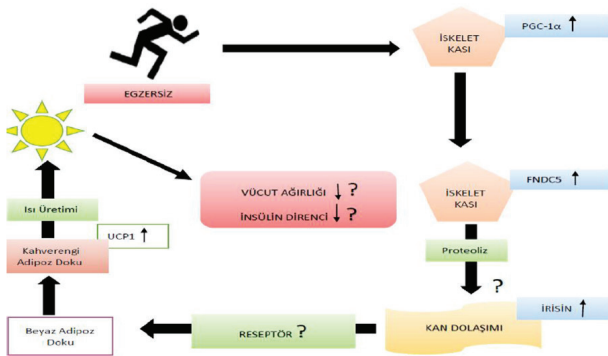 EGZERSİZ
İSKELET
KASI
PGC-1α ↑
İSKELET
KASI
FNDC5 ↑
Proteoliz
?
KAN DOLAŞIMI
İRİSİN ↑
RESEPTÖR ?
Beyaz Adipoz
Doku
Kahverengi
Adipoz Doku
UCP1 ↑
Isı Üretimi
VÜCUT AĞIRLIĞI ↓ ?
İNSÜLİN DİRENCİ ↓ ?